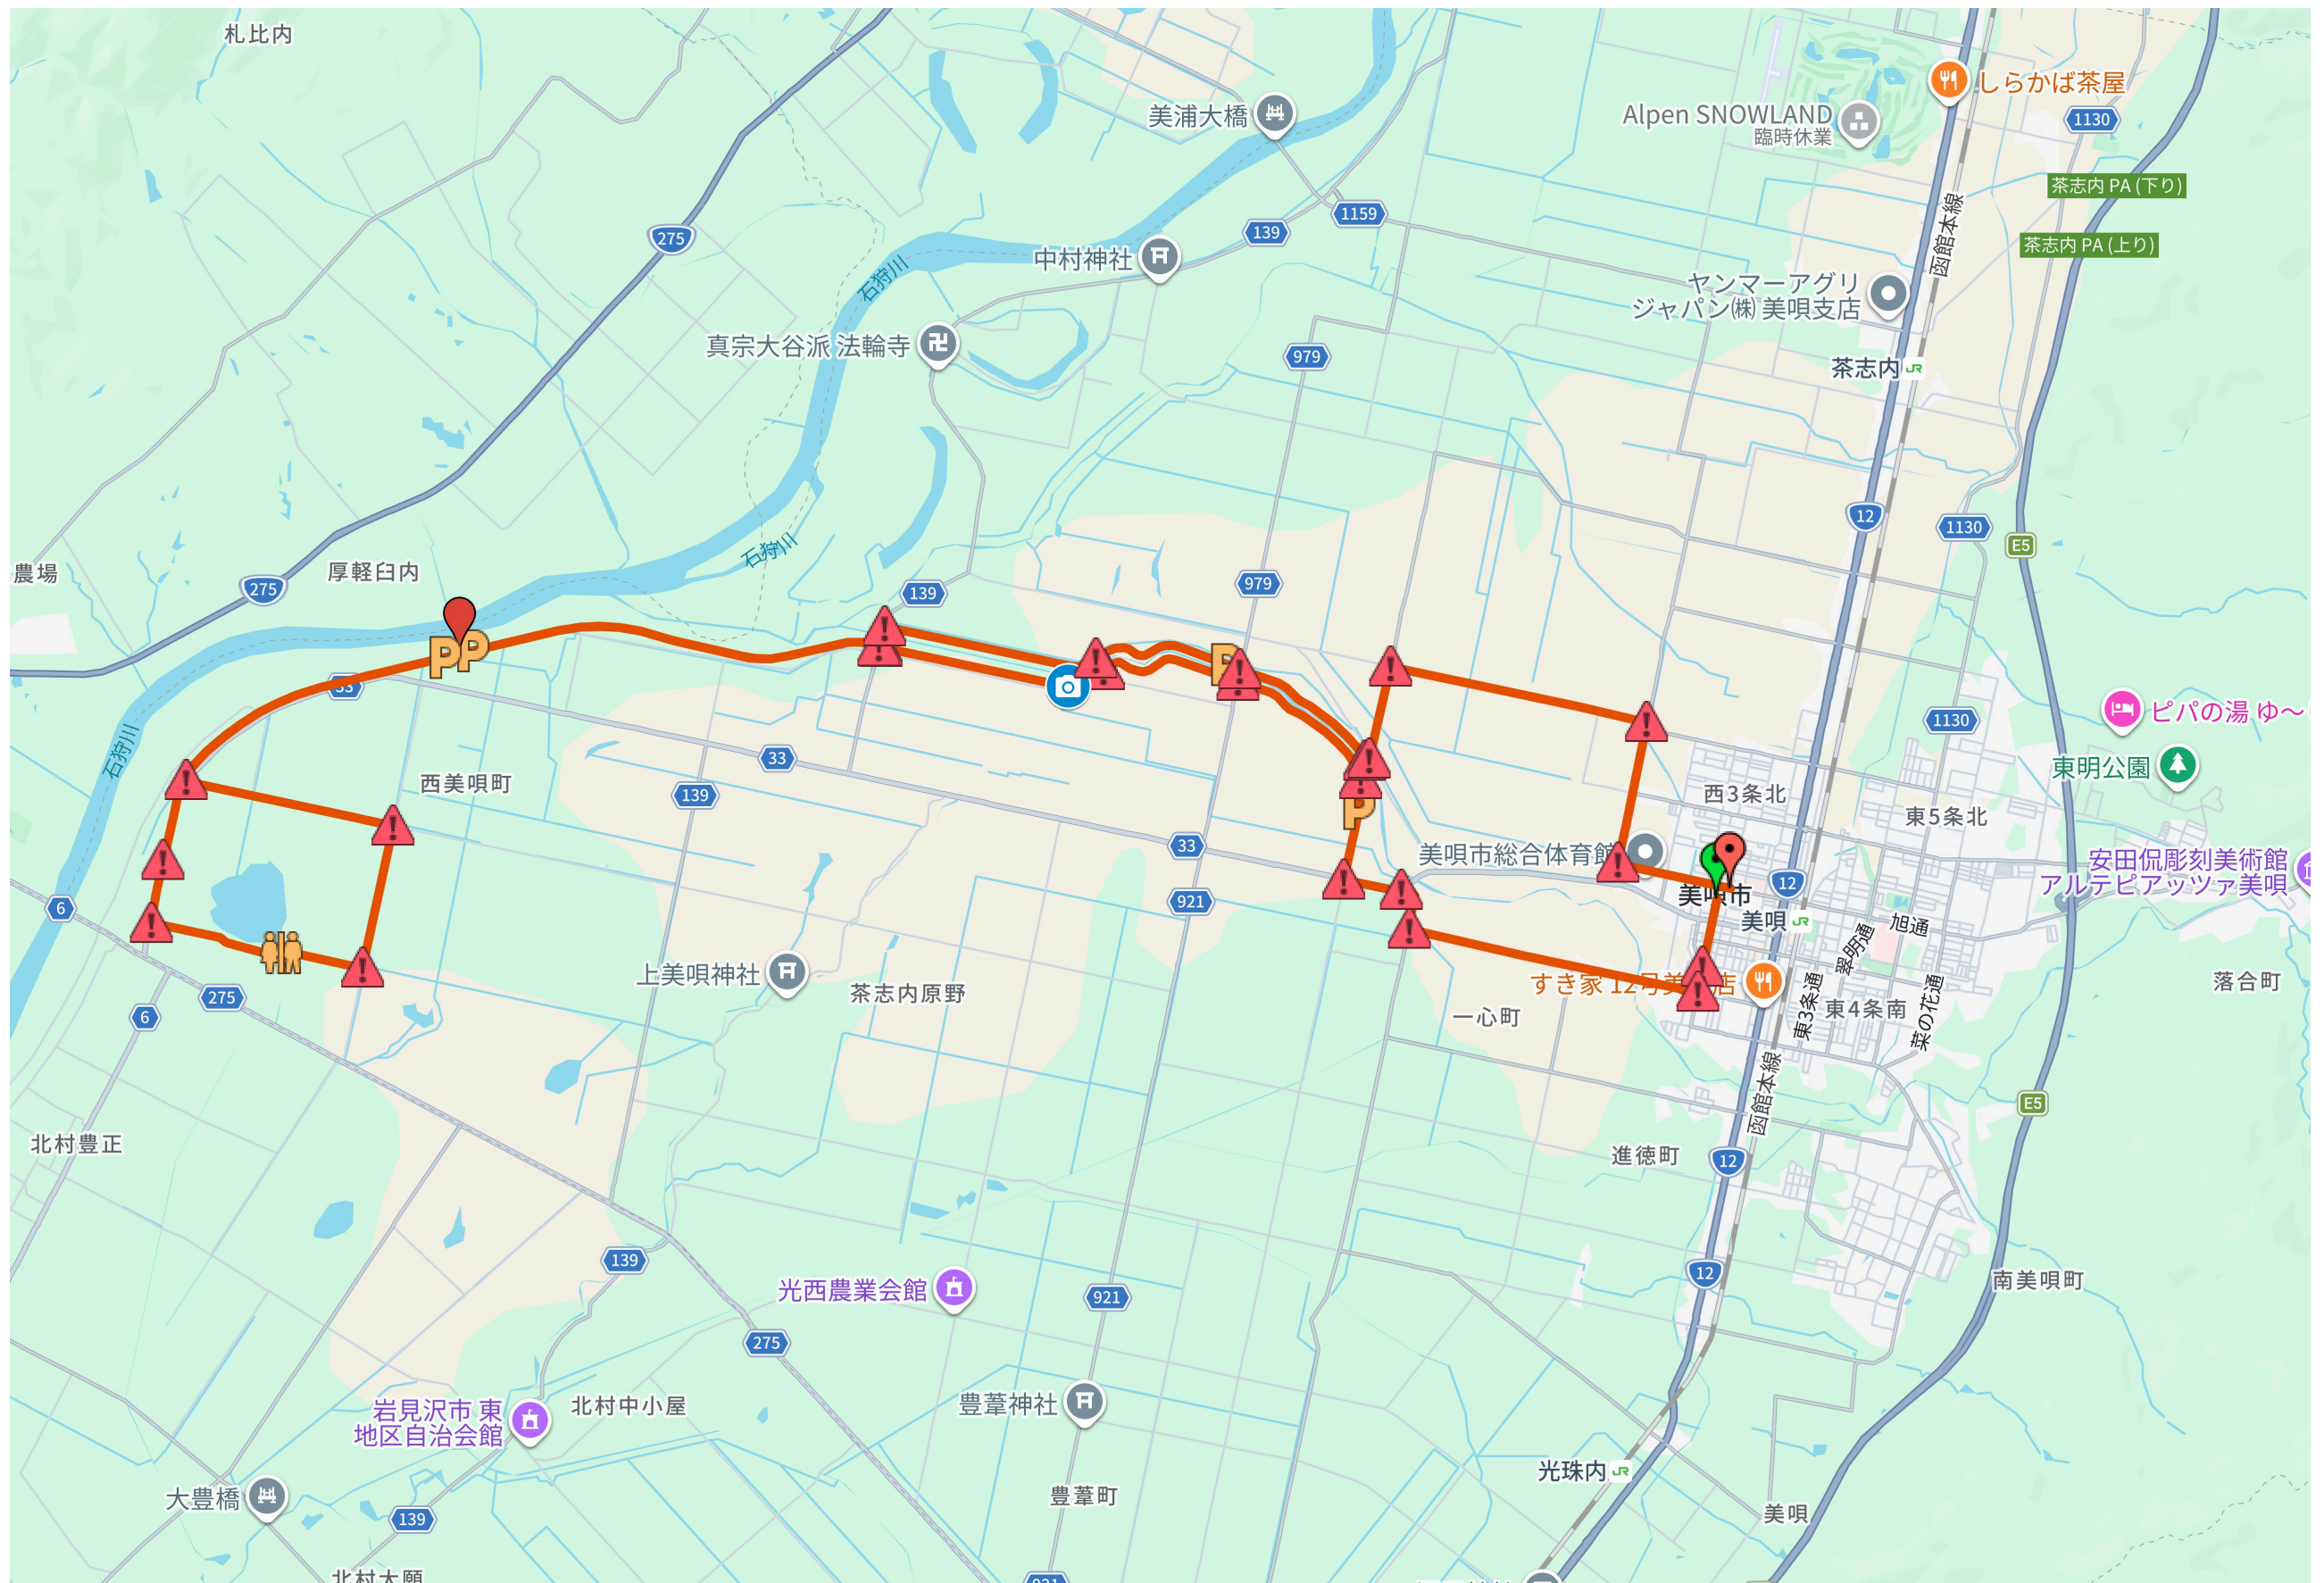 札比内
しらかば茶屋
美浦大橋
Alpen SNOWLAND
臨時休業
1130
茶志内 PA (下り)
1159
275
139
函館本線
茶志内 PA (上り)
中村神社
石狩川
ヤンマーアグリ
ジャパン㈱ 美唄支店
真宗大谷派 法輪寺
979
茶志内
12
1130
E5
石狩川
農場
厚軽臼内
275
139
979
P
P
P
33
ピパの湯 ゆ〜
1130
石狩川
33
東明公園
西美唄町
139
西3条北
P
東5条北
33
美唄市総合体育館
安田侃彫刻美術館
アルテピアッツァ美唄
12
美唄市
921
6
美唄
旭通
翠明通
上美唄神社
すき家 12号美
店
落合町
275
茶志内原野
東3条通
東4条南
菜の花通
6
一心町
函館本線
E5
北村豊正
進徳町
12
139
12
南美唄町
光西農業会館
921
275
岩見沢市 東
地区自治会館
北村中小屋
豊葦神社
光珠内
大豊橋
豊葦町
139
美唄
北村大願
921